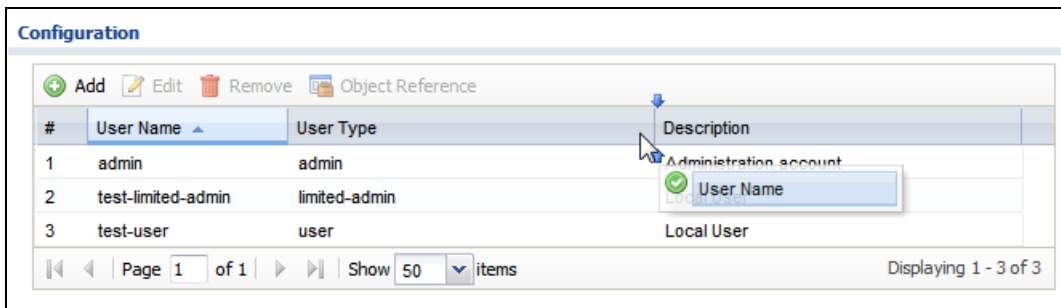 Configuration
Add Edit Remove Object Reference
# User Name User Type Description
1 admin admin Administration account
User Name
2 test-limited-admin limited-admin Local User
3 test-user user Local User
Page 1 of 1 Show 50 items Displaying 1 - 3 of 3